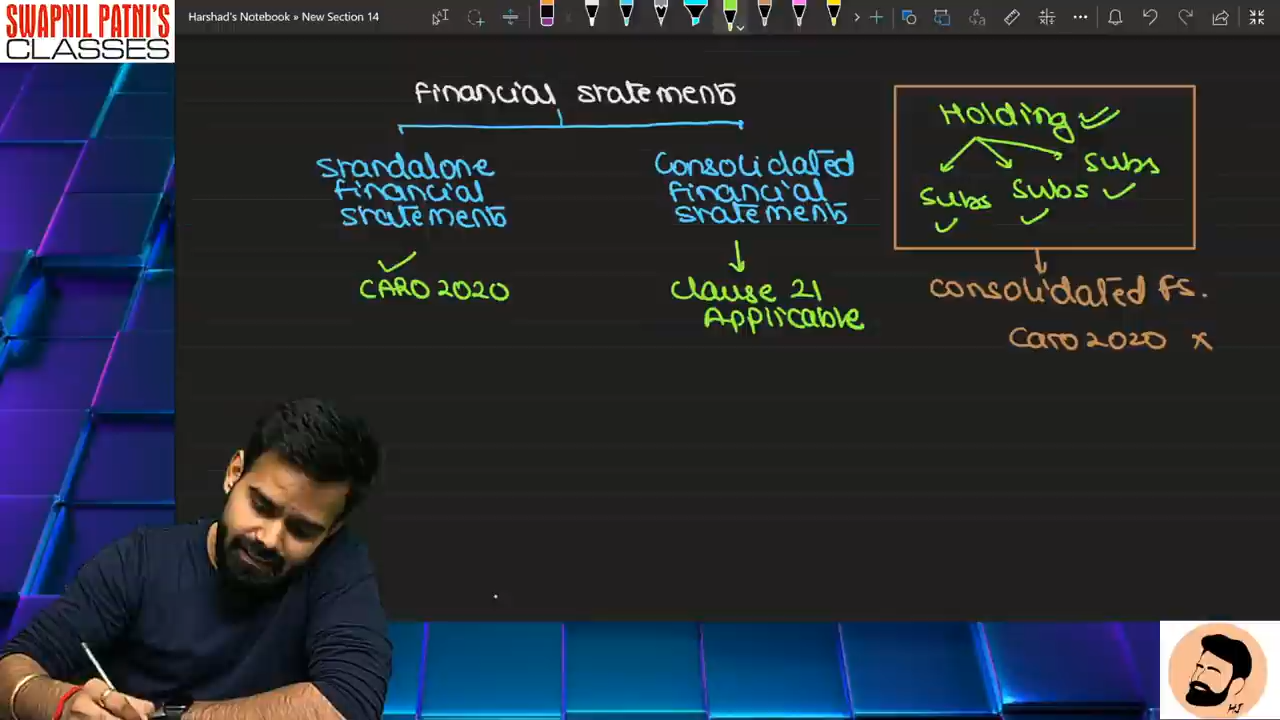 SWAPNIL PATNI'S
CLASSES
Harshad's Notebook » New Section 14
Financial statements
Standalone
Financial
statements
CARO 2020
Consolidated
Financial
statements
Clause 21
Applicable
Holding
Subs
Subs
Subs
Consolidated FS.
Caro 2020 x
HJ